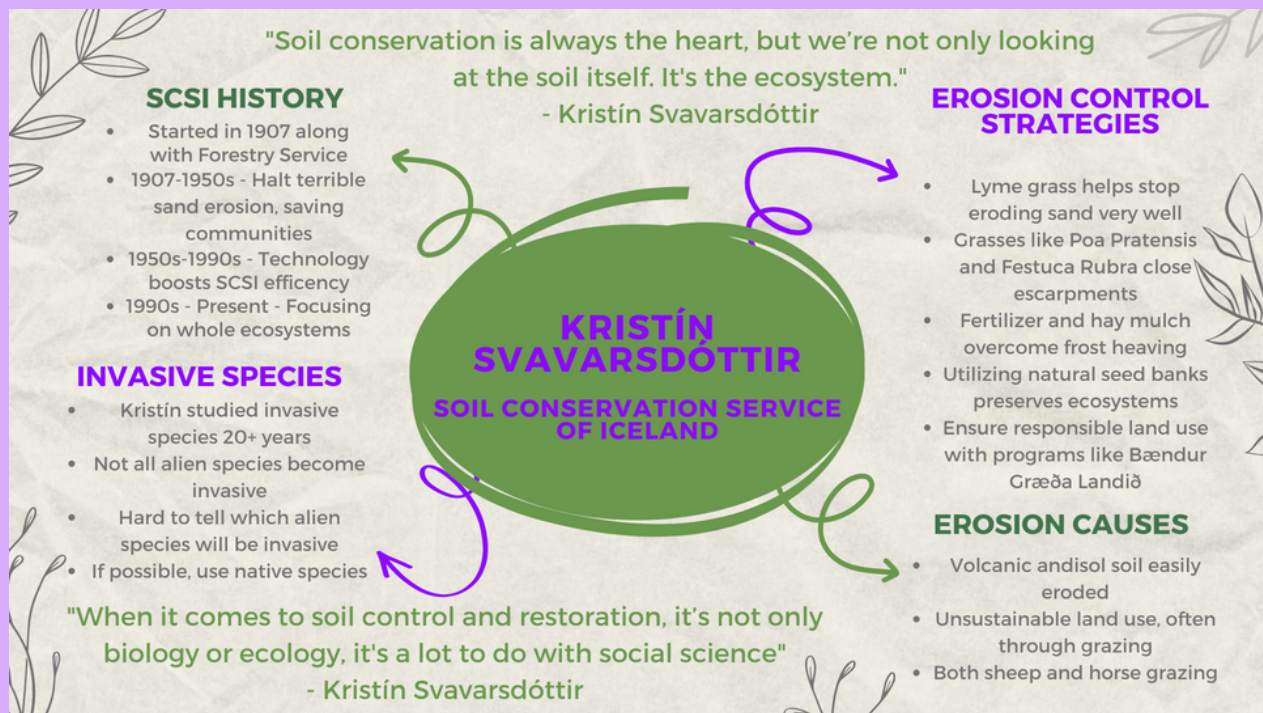 "Soil conservation is always the heart, but we're not only looking
at the soil itself. It's the ecosystem."
- Kristín Svavarsdóttir
SCSI HISTORY
• Started in 1907 along
with Forestry Service
• 1907-1950s - Halt terrible
sand erosion, saving
communities
• 1950s-1990s - Technology
boosts SCSI efficency
• 1990s - Present - Focusing
on whole ecosystems
INVASIVE SPECIES
• Kristín studied invasive
species 20+ years
• Not all alien species become
invasive
• Hard to tell which alien
species will be invasive
• If possible, use native species
KRISTÍN
SVAVARSDÓTTIR
SOIL CONSERVATION SERVICE
OF ICELAND
EROSION CONTROL
STRATEGIES
• Lyme grass helps stop
eroding sand very well
• Grasses like Poa Pratensis
and Festuca Rubra close
escarpments
• Fertilizer and hay mulch
overcome frost heaving
• Utilizing natural seed banks
preserves ecosystems
• Ensure responsible land use
with programs like Bændur
Græða Landið
EROSION CAUSES
• Volcanic andisol soil easily
eroded
• Unsustainable land use, often
through grazing
• Both sheep and horse grazing
"When it comes to soil control and restoration, it's not only
biology or ecology, it's a lot to do with social science"
- Kristín Svavarsdóttir